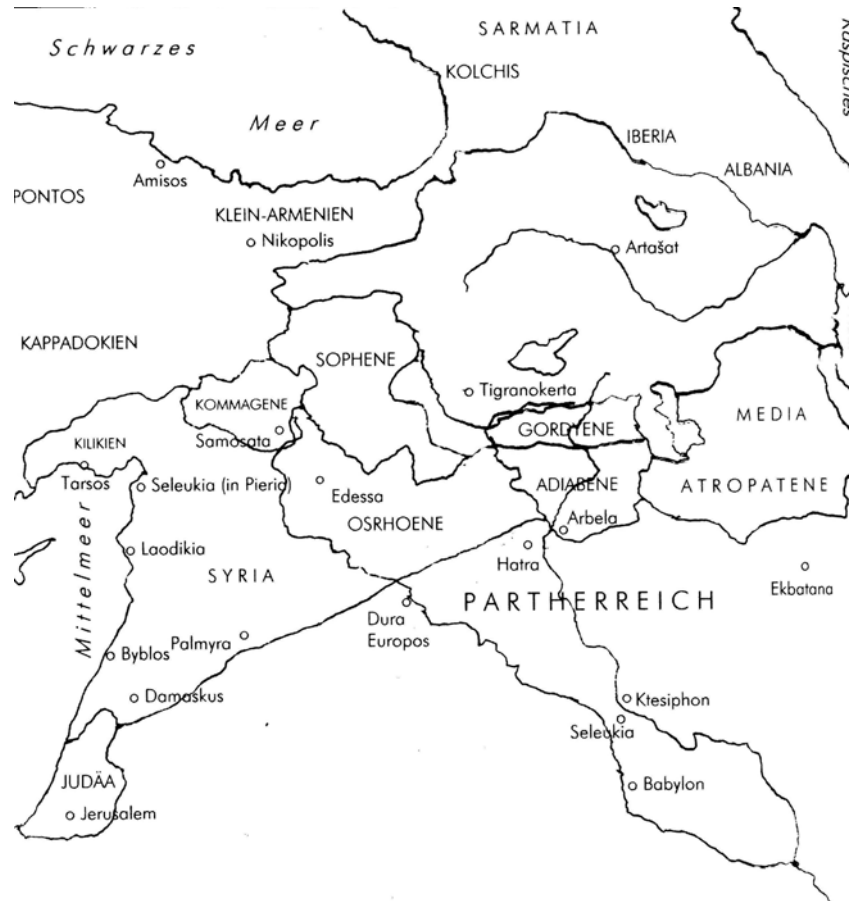 SARMATIA
Schwarzes
Kaspisches
KOLCHIS
Meer
IBERIA
ALBANIA
Amisos
PONTOS
KLEIN-ARMENIEN
Nikopolis
Artašat
KAPPADOKIEN
SOPHENE
Tigranokerta
KOMMAGENE
MEDIA
GORDYENE
Samosata
KILIKIEN
Tarsos
Seleukia (in Pieria)
Edessa
ADIABENE
ATROPATENE
OSRHOENE
Arbela
Mittelmeer
Laodikia
Hatra
SYRIA
Ekbatana
PARTHERREICH
Dura
Europos
Palmyra
Byblos
Damaskus
Ktesiphon
Seleukia
JUDÄA
Babylon
Jerusalem